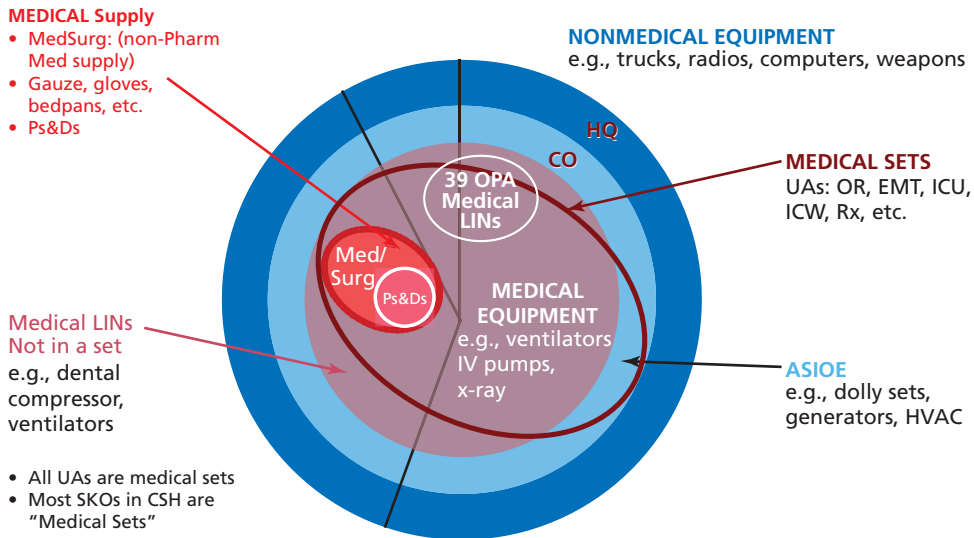 MEDICAL Supply
• MedSurg: (non-Pharm
Med supply)
• Gauze, gloves,
bedpans, etc.
• Ps&Ds
NONMEDICAL EQUIPMENT
e.g., trucks, radios, computers, weapons
HQ
CO
MEDICAL SETS
UAs: OR, EMT, ICU,
ICW, Rx, etc.
39 OPA
Medical
LINs
Med/
Surg
Ps&Ds
MEDICAL
EQUIPMENT
e.g., ventilators
IV pumps,
x-ray
Medical LINs
Not in a set
e.g., dental
compressor,
ventilators
ASIOE
e.g., dolly sets,
generators, HVAC
• All UAs are medical sets
• Most SKOs in CSH are
“Medical Sets”